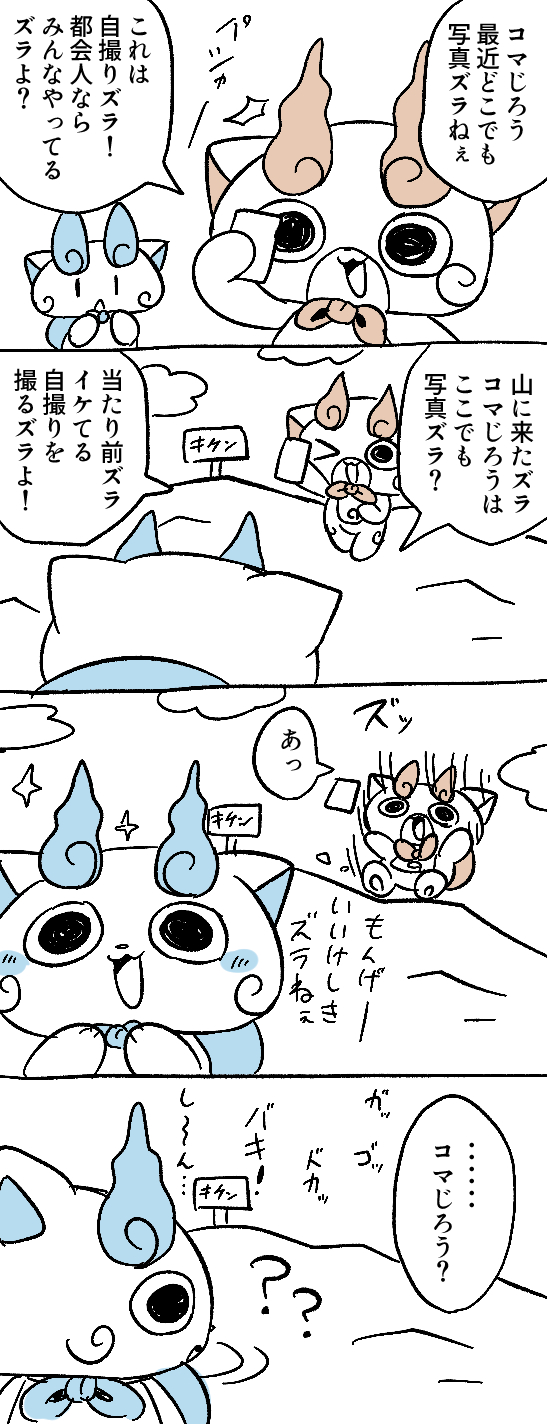 コマじろう
最近どこでも
写真ズラねぇ
パシャ
これは
自撮りズラ！
都会人なら
みんなやってる
ズラよ？
山に来たズラ
コマじろうは
ここでも
写真ズラ？
キケン
当たり前ズラ
イケてる
自撮りを
撮るズラよ！
ズッ
あっ
キケン
もんげー
いいけしき
ズラねぇ
……
コマじろう？
ガッ
ゴッ
ドカッ
バキ！
し〜ん…
キケン
？？